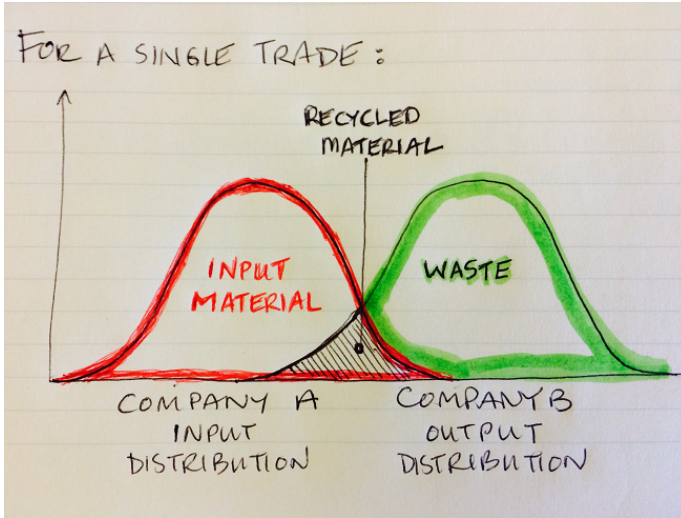 FOR A SINGLE TRADE:
RECYCLED
MATERIAL
INPUT
MATERIAL
WASTE
COMPANY A
INPUT
DISTRIBUTION
COMPANY B
OUTPUT
DISTRIBUTION